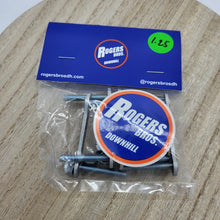 ROGERS
BROS.
DOWNHILL
1.25
@rogersbrosdh
rogersbrosdh.com
ROGERS
BROS.
DOWNHILL